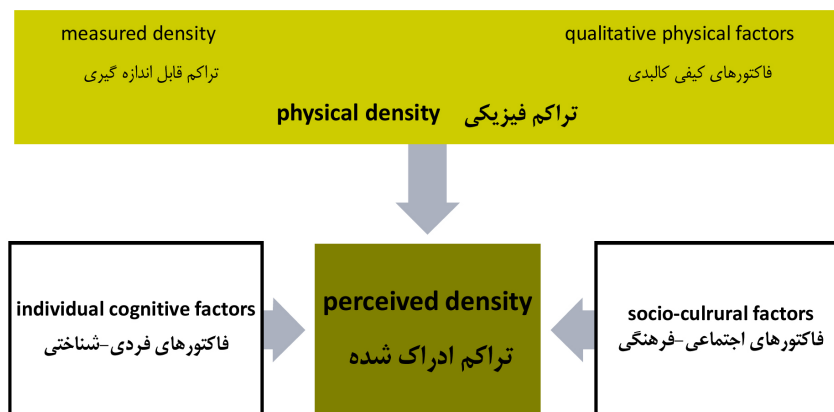 measured density
تراکم قابل اندازه گیری
qualitative physical factors
فاکتورهای کیفی کالبدی
physical density تراکم فیزیکی
individual cognitive factors
فاکتورهای فردی-شناختی
perceived density
تراکم ادراک شده
socio-culrural factors
فاکتورهای اجتماعی-فرهنگی